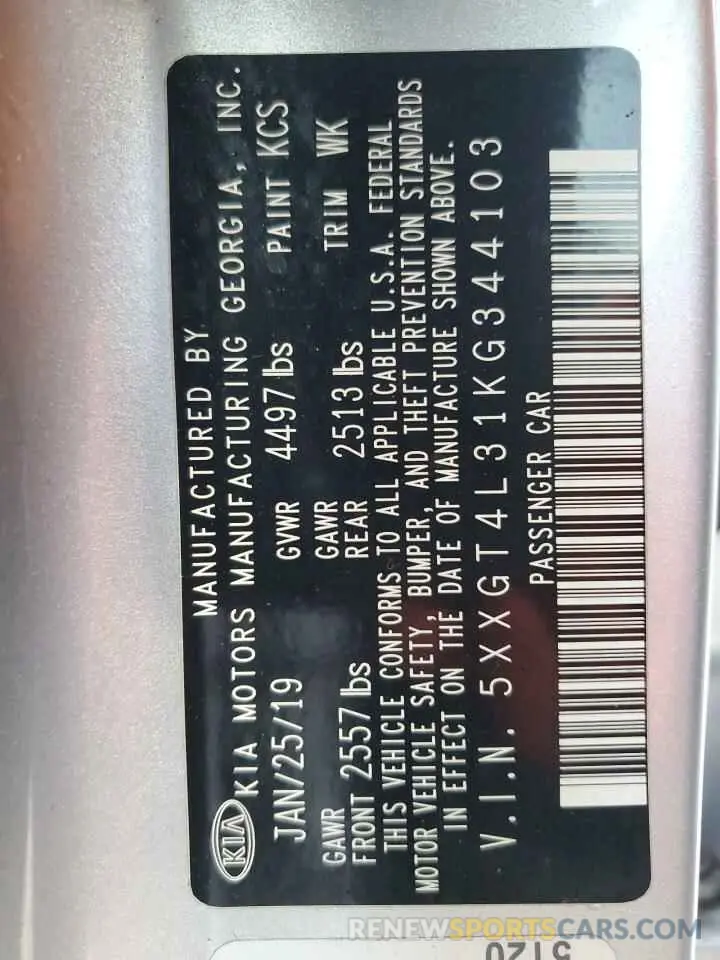 MANUFACTURED BY
KIA KIA MOTORS MANUFACTURING GEORGIA, INC.
JAN/25/19 GVWR 4497 lbs PAINT KCS
GAWR FRONT 2557 lbs GAWR REAR 2513 lbs TRIM WK
THIS VEHICLE CONFORMS TO ALL APPLICABLE U.S.A. FEDERAL
MOTOR VEHICLE SAFETY, BUMPER, AND THEFT PREVENTION STANDARDS
IN EFFECT ON THE DATE OF MANUFACTURE SHOWN ABOVE.
V.I.N. 5XXGT4L31KG344103
PASSENGER CAR
5120
RENEWSPORTSCARS.COM